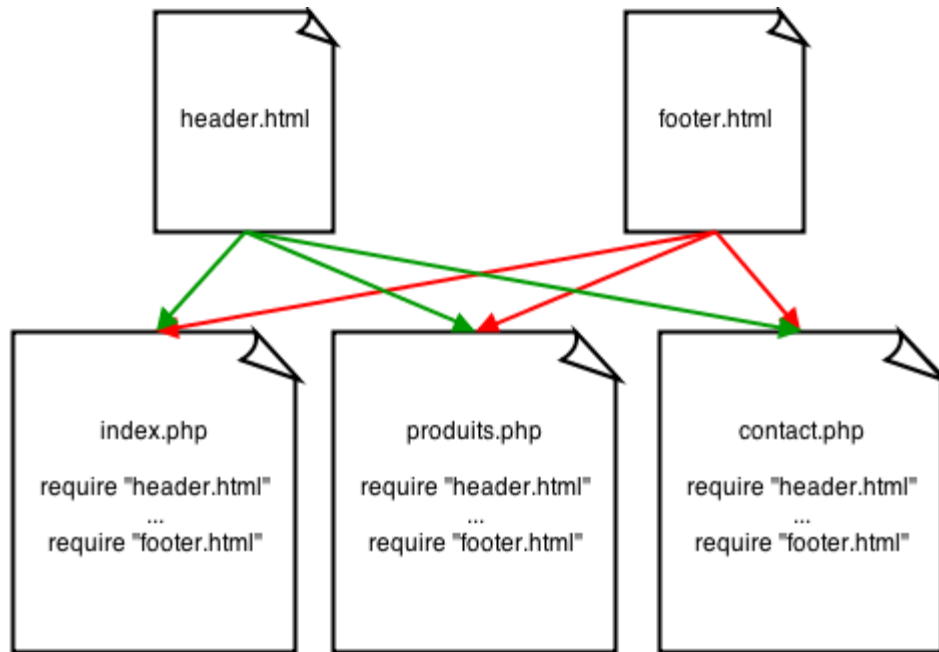 header.html
footer.html
index.php
require "header.html"
...
require "footer.html"
produits.php
require "header.html"
...
require "footer.html"
contact.php
require "header.html"
...
require "footer.html"